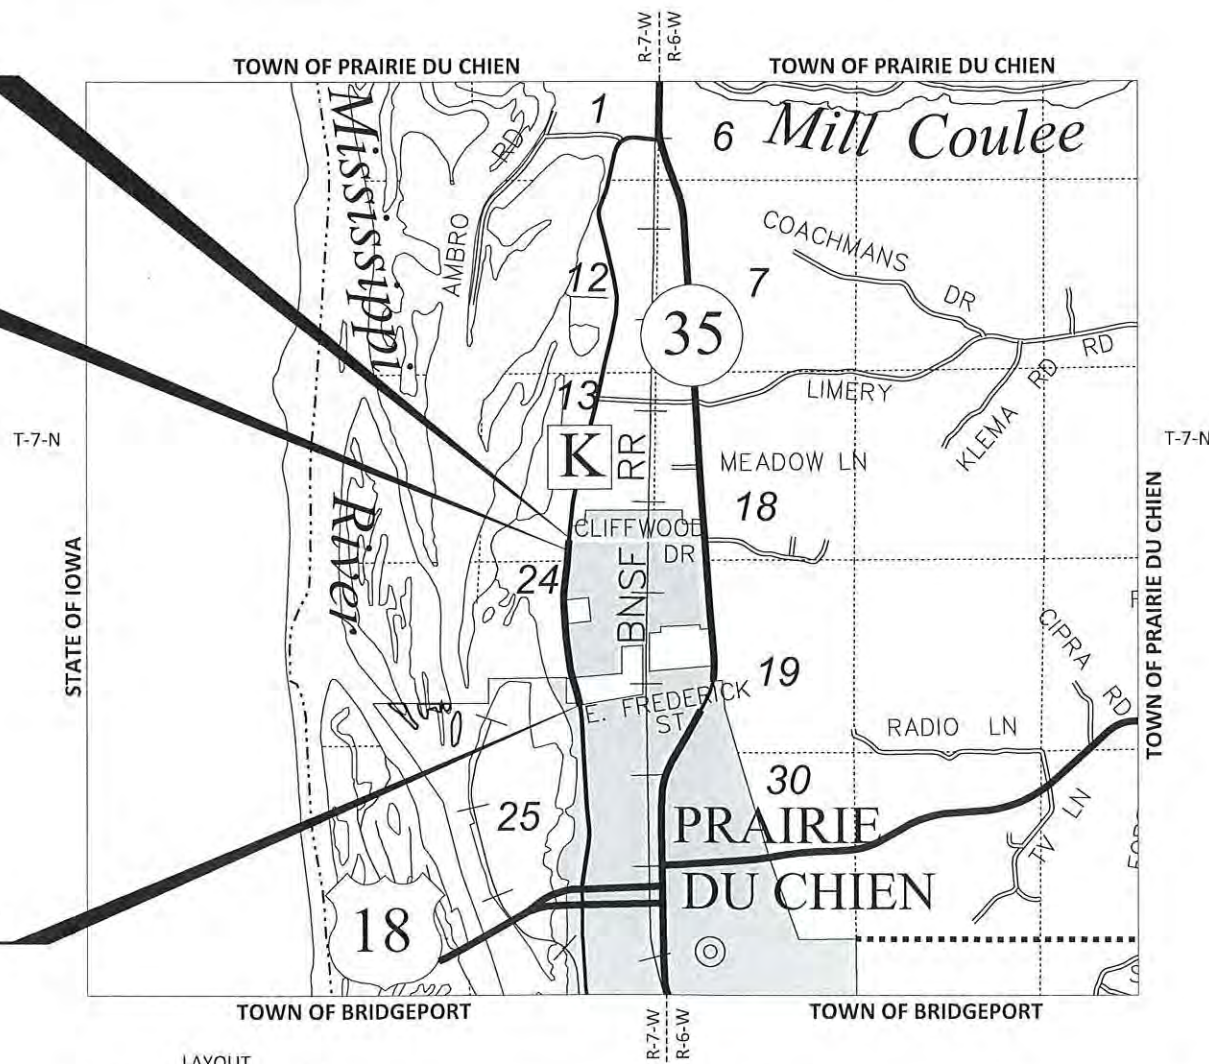 R-7-W
R-6-W
TOWN OF PRAIRIE DU CHIEN
TOWN OF PRAIRIE DU CHIEN
1
6
Mill Coulee
Mississippi
RD
AMBRO
COACHMANS
DR
12
7
35
RD
LIMERY
13
KLEMA RD
T-7-N
T-7-N
K
RR
MEADOW LN
18
River
CLIFFWOOD
DR
24
BNSF
STATE OF IOWA
TOWN OF PRAIRIE DU CHIEN
CIPRA
RD
19
E. FREDERICK
ST
RADIO LN
30
25
PRAIRIE
TV LN
DU CHIEN
18
TOWN OF BRIDGEPORT
TOWN OF BRIDGEPORT
R-7-W
R-6-W
LAYOUT